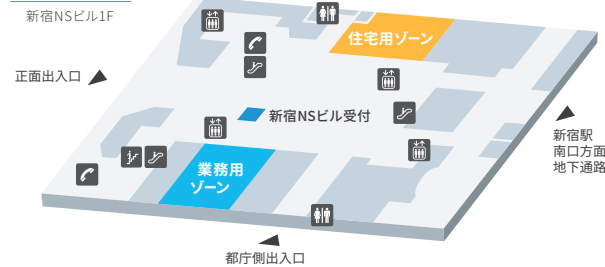 新宿NSビル1F
住宅用ゾーン
正面出入口
新宿NSビル受付
新宿駅
南口方面
地下通路
業務用
ゾーン
都庁側出入口